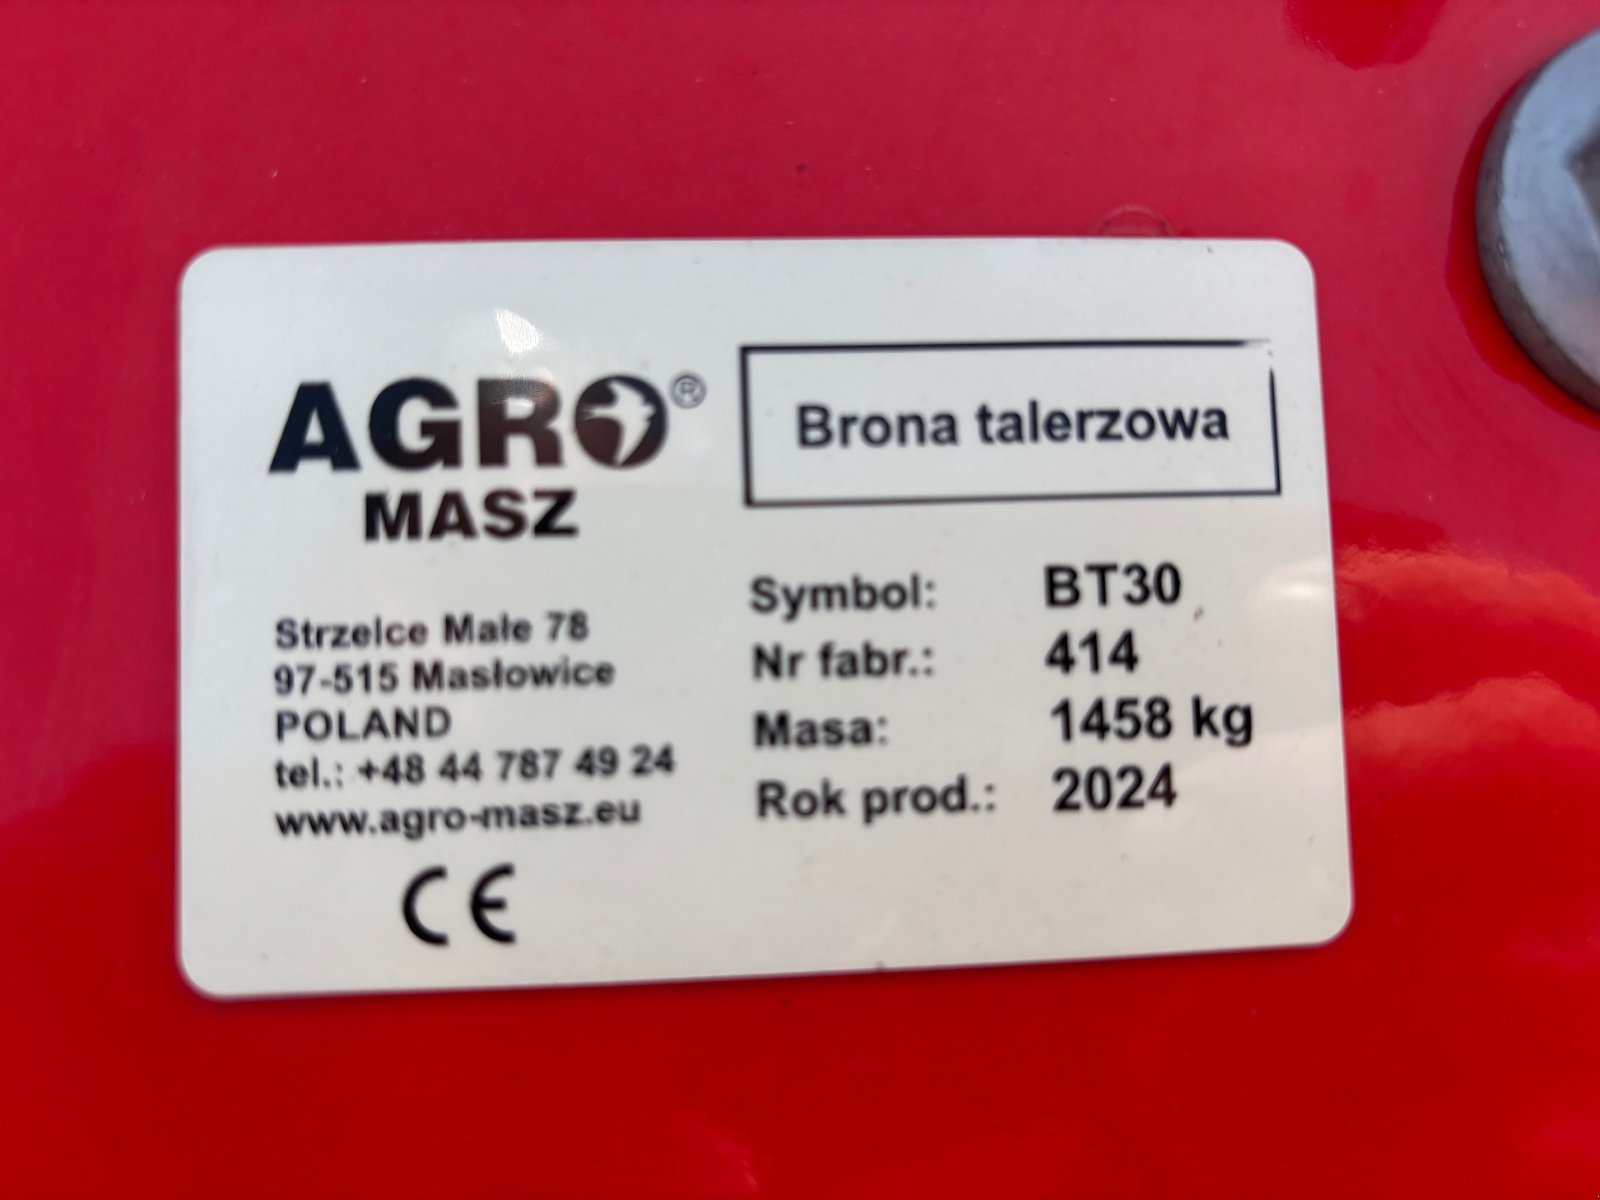 AGRO®
MASZ
Strzelce Małe 78
97-515 Masłowice
POLAND
tel.: +48 44 787 49 24
www.agro-masz.eu
CE
Brona talerzowa
Symbol: BT30
Nr fabr.: 414
Masa: 1458 kg
Rok prod.: 2024